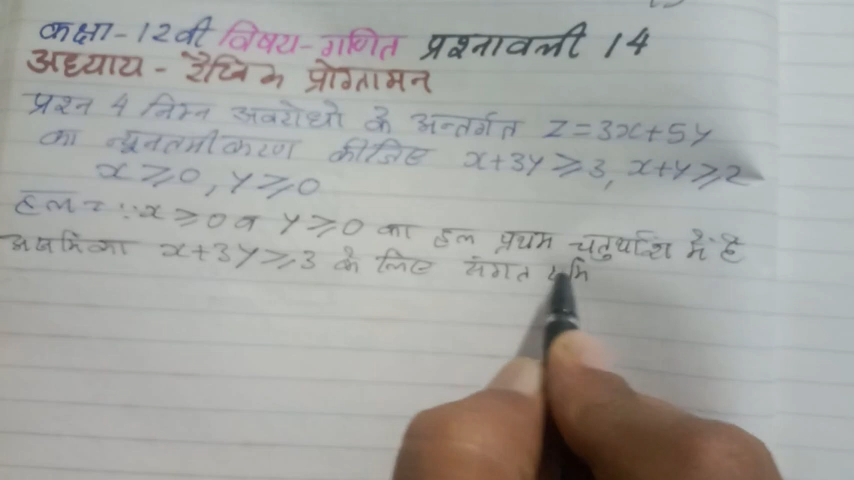 कक्षा-12वी विषय-गणित प्रश्नावली 14
अध्याय - रैखिक प्रोग्रामन
प्रश्न 4 निम्न अवरोधो के अन्तर्गत Z=3x+5y
का न्यूनतमीकरण कीजिए x+3y≥3, x+y≥2
x≥0, y≥0
हल- ∵ x≥0 व y≥0 का हल प्रथम चतुर्थांश में है
असमिका x+3y≥3 के लिए संगत